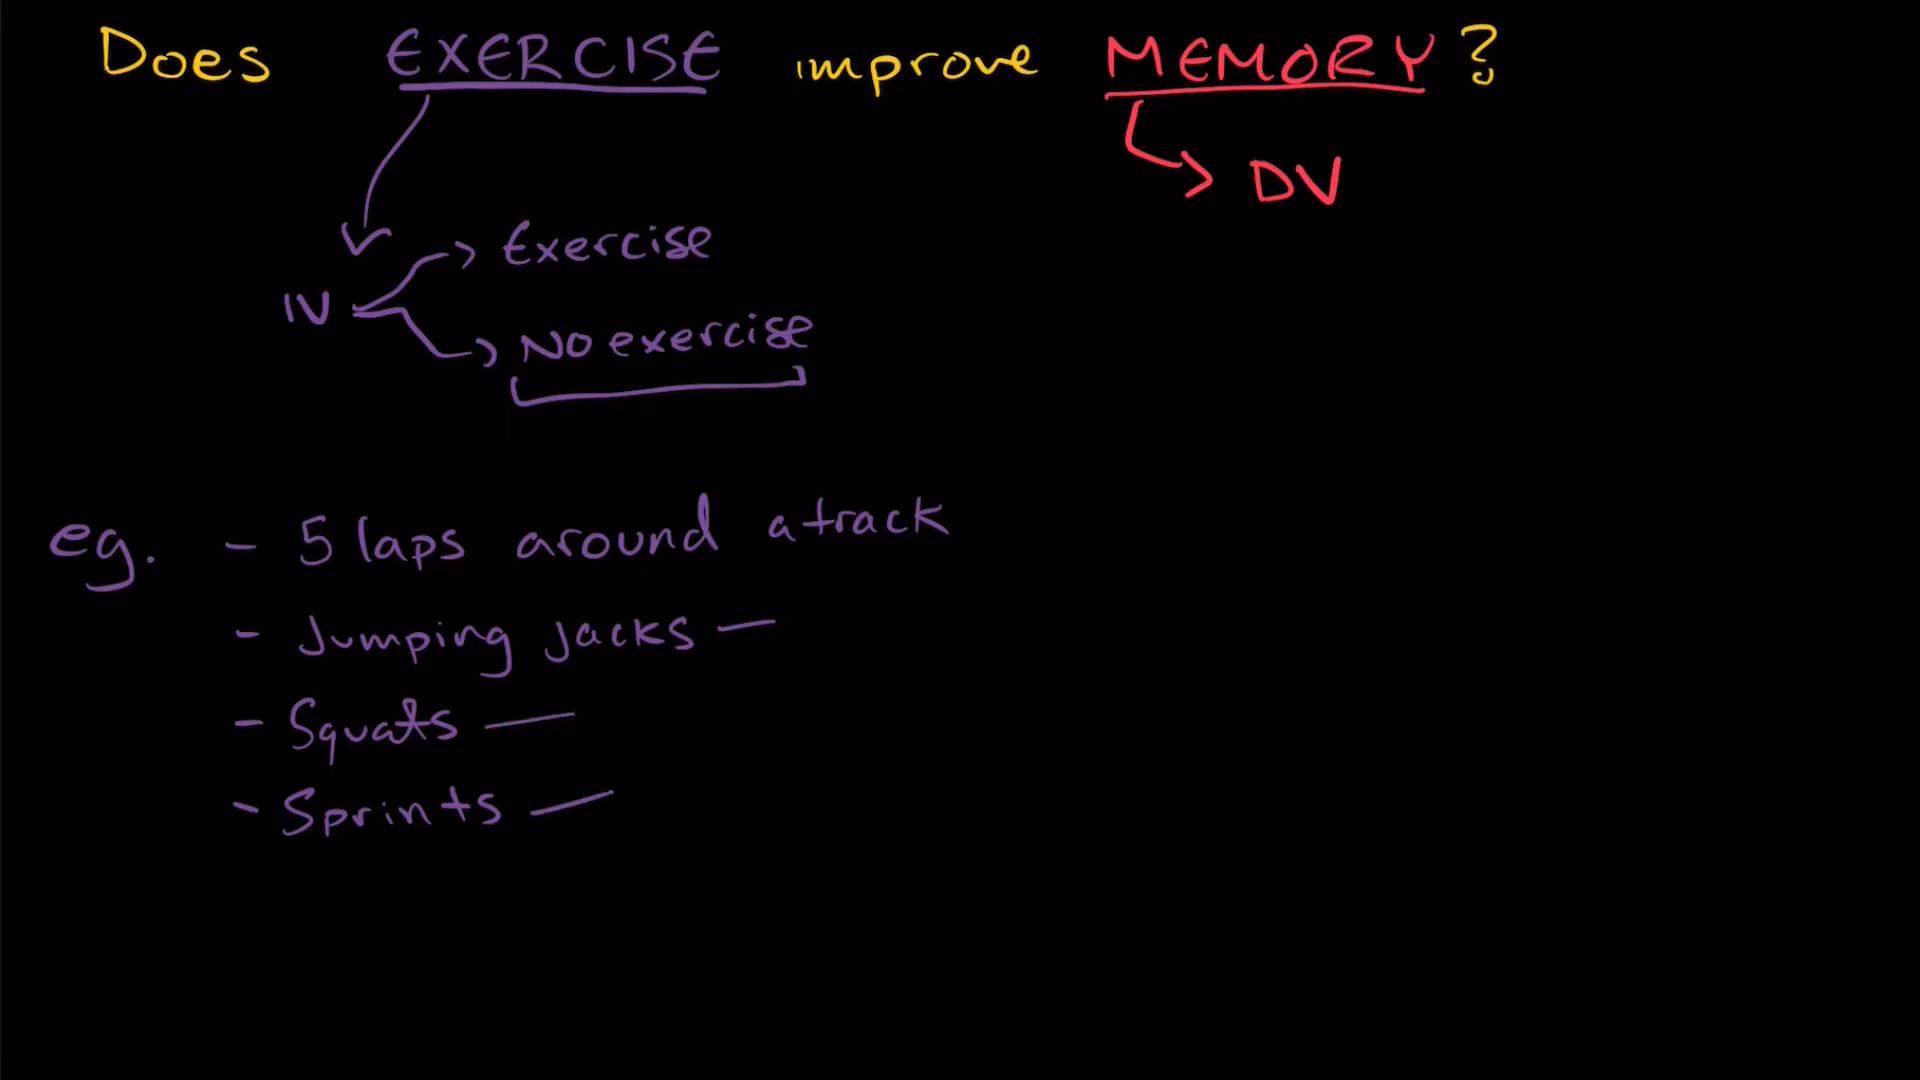 Does EXERCISE improve MEMORY?
DV
Exercise
IV
No exercise
eg. - 5 laps around a track
- Jumping jacks —
- Squats —
- Sprints —